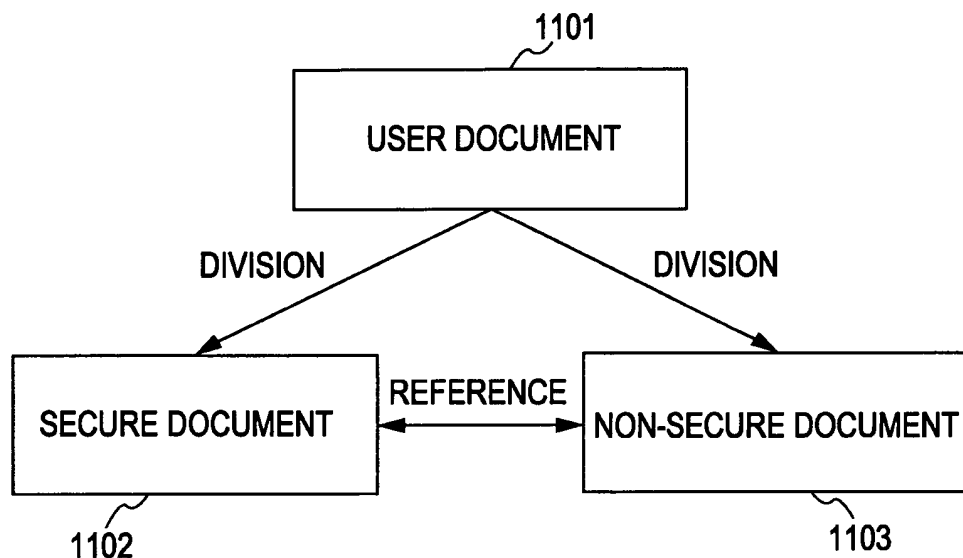 1101
USER DOCUMENT
DIVISION
DIVISION
SECURE DOCUMENT
REFERENCE
NON-SECURE DOCUMENT
1102
1103